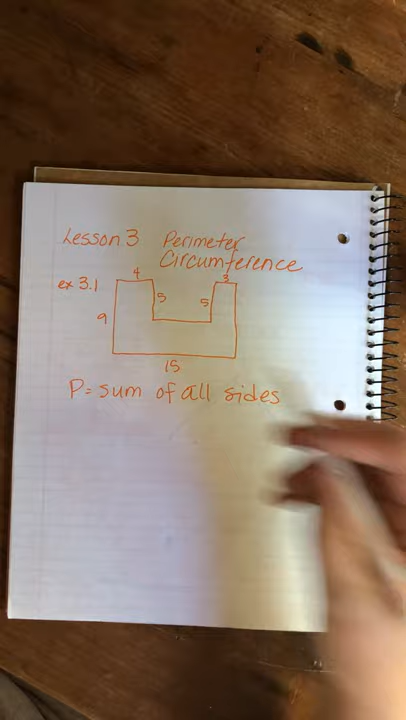 Lesson 3 Perimeter
Circumference
ex 3.1
4
3
5
5
9
15
P = sum of all sides